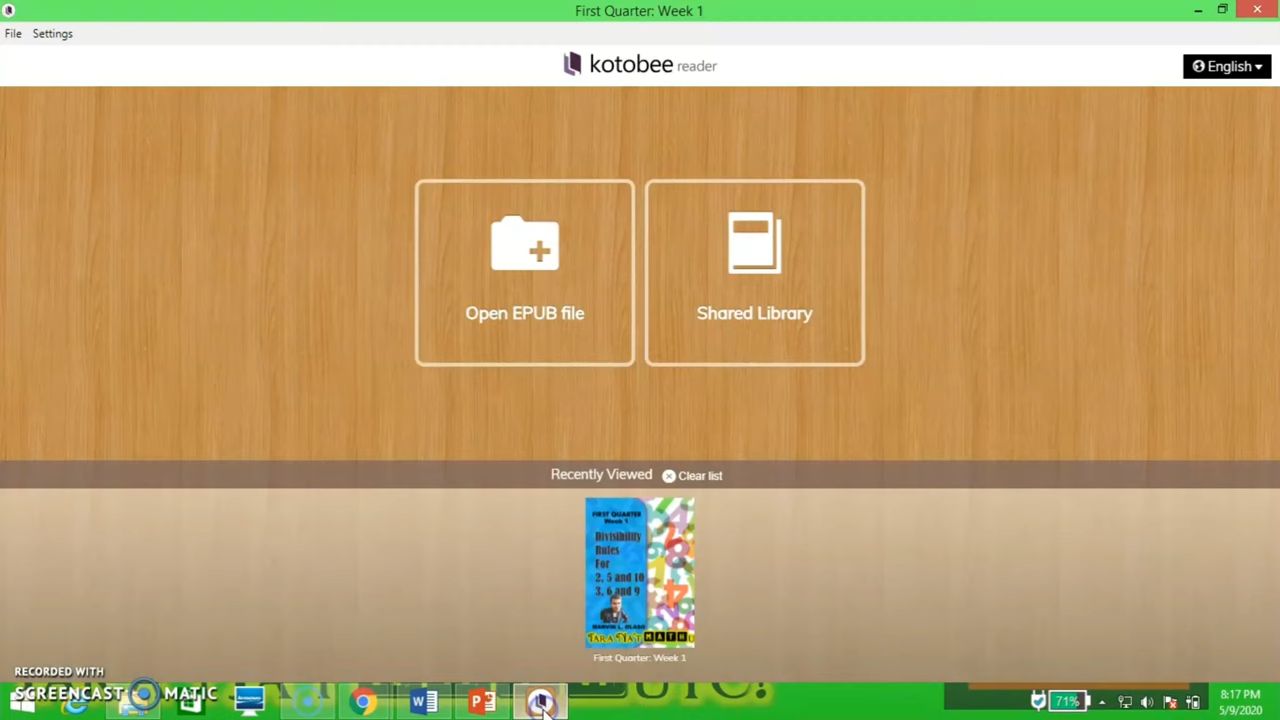 First Quarter: Week 1
File Settings
kotobee reader
English
Open EPUB file
Shared Library
Recently Viewed
Clear list
FIRST QUARTER
Week 1
Divisibility
Rules
For
2, 5 and 10
3, 6 and 9
First Quarter: Week 1
RECORDED WITH
SCREENCAST MATIC
71%
8:17 PM
5/9/2020